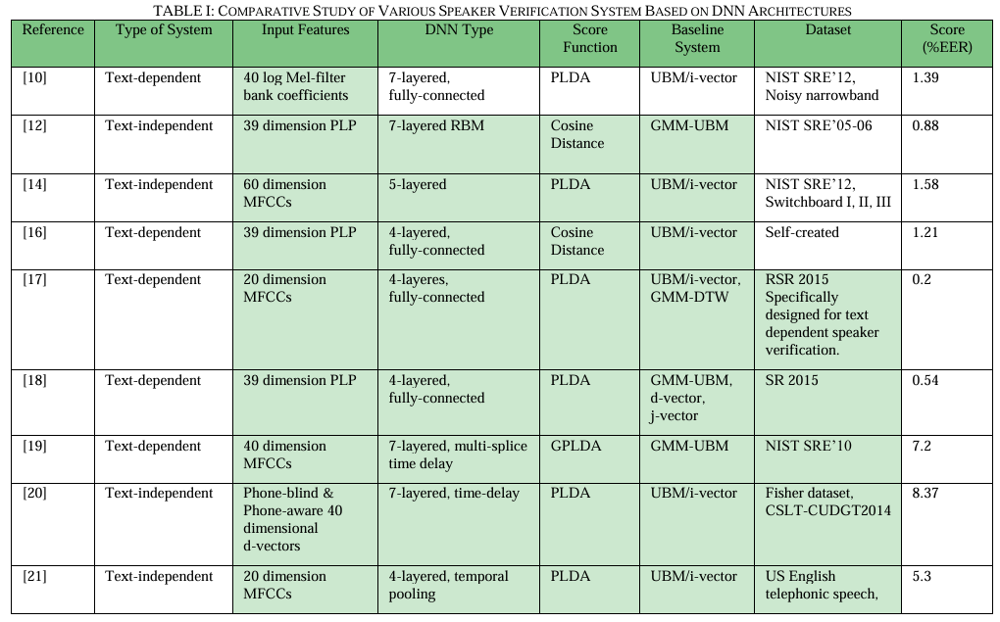 TABLE I: COMPARATIVE STUDY OF VARIOUS SPEAKER VERIFICATION SYSTEM BASED ON DNN ARCHITECTURES
Reference Type of System Input Features DNN Type Score Function Baseline System Dataset Score (%EER)
[10] Text-dependent 40 log Mel-filter bank coefficients 7-layered, fully-connected PLDA UBM/i-vector NIST SRE’12, Noisy narrowband 1.39
[12] Text-independent 39 dimension PLP 7-layered RBM Cosine Distance GMM-UBM NIST SRE’05-06 0.88
[14] Text-independent 60 dimension MFCCs 5-layered PLDA UBM/i-vector NIST SRE’12, Switchboard I, II, III 1.58
[16] Text-dependent 39 dimension PLP 4-layered, fully-connected Cosine Distance UBM/i-vector Self-created 1.21
[17] Text-dependent 20 dimension MFCCs 4-layeres, fully-connected PLDA UBM/i-vector, GMM-DTW RSR 2015 Specifically designed for text dependent speaker verification. 0.2
[18] Text-dependent 39 dimension PLP 4-layered, fully-connected PLDA GMM-UBM, d-vector, j-vector SR 2015 0.54
[19] Text-dependent 40 dimension MFCCs 7-layered, multi-splice time delay GPLDA GMM-UBM NIST SRE’10 7.2
[20] Text-independent Phone-blind & Phone-aware 40 dimensional d-vectors 7-layered, time-delay PLDA UBM/i-vector Fisher dataset, CSLT-CUDGT2014 8.37
[21] Text-independent 20 dimension MFCCs 4-layered, temporal pooling PLDA UBM/i-vector US English telephonic speech, 5.3